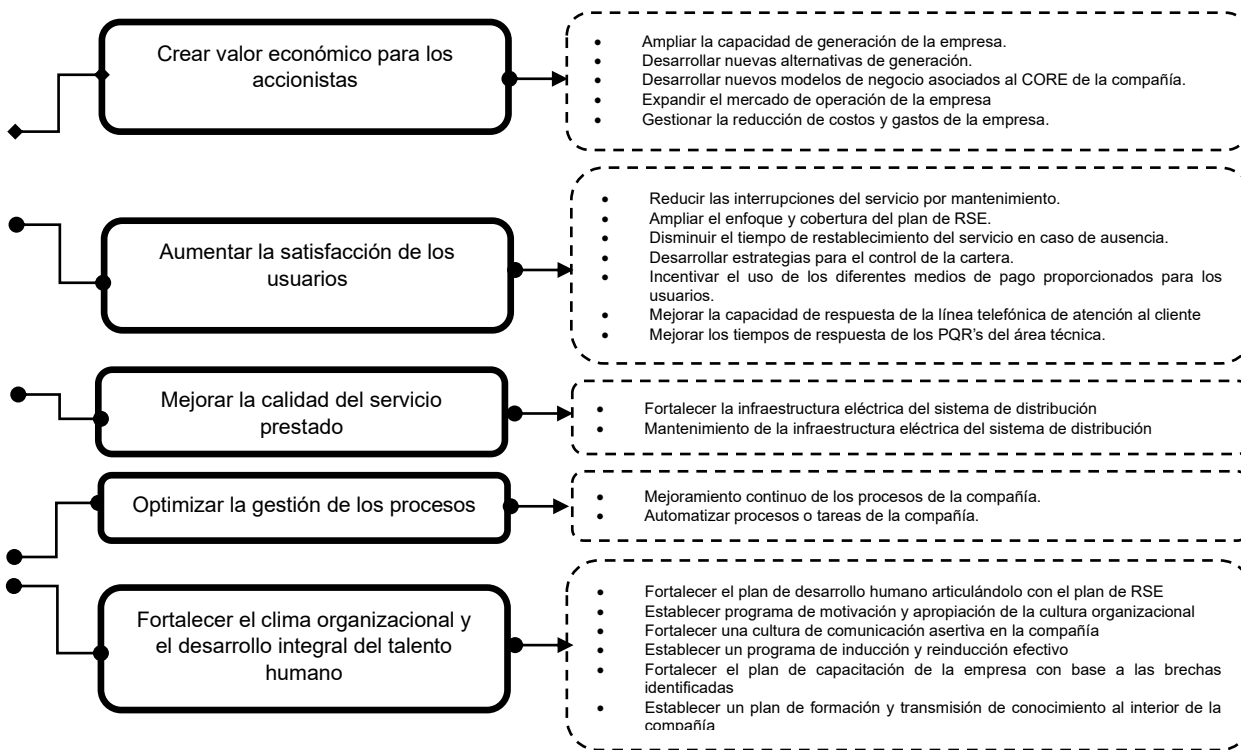 Crear valor económico para los
accionistas
• Ampliar la capacidad de generación de la empresa.
• Desarrollar nuevas alternativas de generación.
• Desarrollar nuevos modelos de negocio asociados al CORE de la compañía.
• Expandir el mercado de operación de la empresa
• Gestionar la reducción de costos y gastos de la empresa.
Aumentar la satisfacción de los
usuarios
• Reducir las interrupciones del servicio por mantenimiento.
• Ampliar el enfoque y cobertura del plan de RSE.
• Disminuir el tiempo de restablecimiento del servicio en caso de ausencia.
• Desarrollar estrategias para el control de la cartera.
• Incentivar el uso de los diferentes medios de pago proporcionados para los
usuarios.
• Mejorar la capacidad de respuesta de la línea telefónica de atención al cliente
• Mejorar los tiempos de respuesta de los PQR's del área técnica.
Mejorar la calidad del servicio
prestado
• Fortalecer la infraestructura eléctrica del sistema de distribución
• Mantenimiento de la infraestructura eléctrica del sistema de distribución
Optimizar la gestión de los procesos
• Mejoramiento continuo de los procesos de la compañía.
• Automatizar procesos o tareas de la compañía.
Fortalecer el clima organizacional y
el desarrollo integral del talento
humano
• Fortalecer el plan de desarrollo humano articulándolo con el plan de RSE
• Establecer programa de motivación y apropiación de la cultura organizacional
• Fortalecer una cultura de comunicación asertiva en la compañía
• Establecer un programa de inducción y reinducción efectivo
• Fortalecer el plan de capacitación de la empresa con base a las brechas
identificadas
• Establecer un plan de formación y transmisión de conocimiento al interior de la
compañía